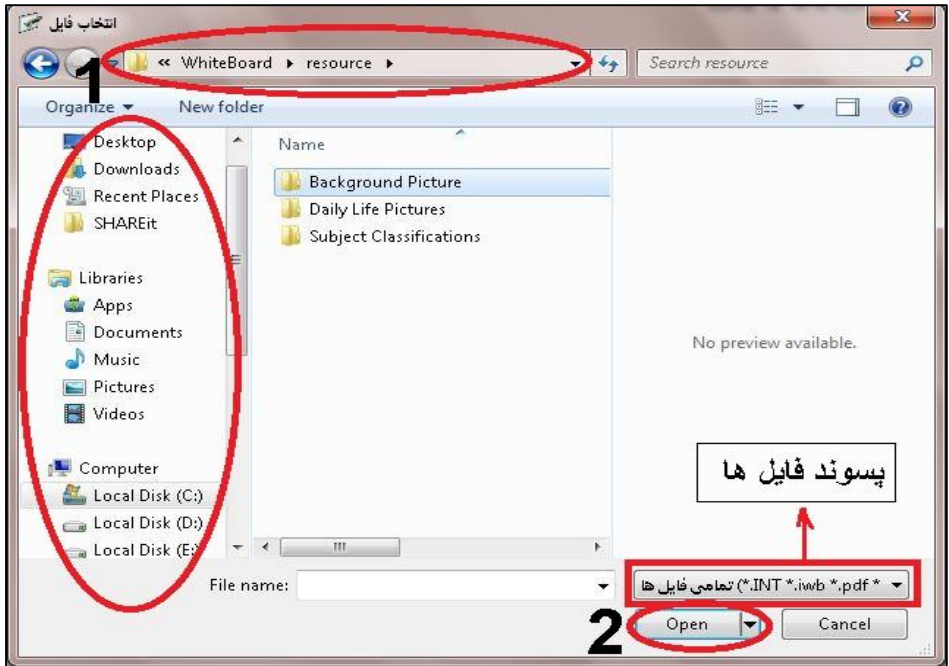 انتخاب فایل
1
« WhiteBoard ▸ resource ▸
Search resource
Organize
New folder
Desktop
Downloads
Recent Places
SHAREit
Libraries
Apps
Documents
Music
Pictures
Videos
Computer
Local Disk (C:)
Local Disk (D:)
Local Disk (E:)
Name
Background Picture
Daily Life Pictures
Subject Classifications
No preview available.
پسوند فایل ها
File name:
تمامی فایل ها (*.INT *.iwb *.pdf *
2
Open
Cancel